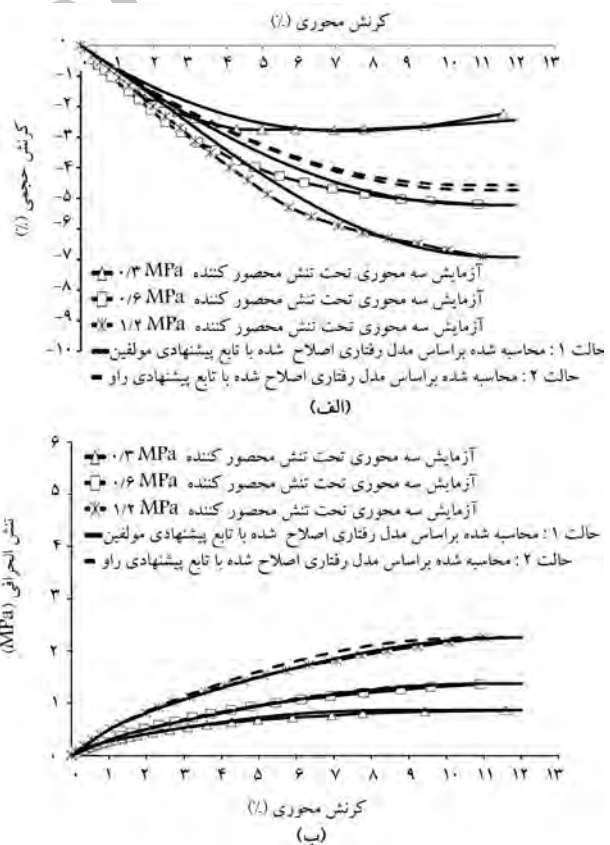 کرنش محوری (٪)
۰ ۱ ۲ ۳ ۴ ۵ ۶ ۷ ۸ ۹ ۱۰ ۱۱ ۱۲ ۱۳
۰
-۱
-۲
-۳
-۴
-۵
-۶
-۷
-۸
-۹
-۱۰
کرنش حجمی (٪)
آزمایش سه محوری تحت تنش محصور کننده ۰/۳ MPa
آزمایش سه محوری تحت تنش محصور کننده ۰/۶ MPa
آزمایش سه محوری تحت تنش محصور کننده ۱/۲ MPa
حالت ۱ : محاسبه شده براساس مدل رفتاری اصلاح شده با تابع پیشنهادی مولفین
حالت ۲ : محاسبه شده براساس مدل رفتاری اصلاح شده با تابع پیشنهادی راو
(الف)
۶
۵
۴
۳
۲
۱
۰
تنش انحرافی (MPa)
آزمایش سه محوری تحت تنش محصور کننده ۰/۳ MPa
آزمایش سه محوری تحت تنش محصور کننده ۰/۶ MPa
آزمایش سه محوری تحت تنش محصور کننده ۱/۲ MPa
حالت ۱ : محاسبه شده براساس مدل رفتاری اصلاح شده با تابع پیشنهادی مولفین
حالت ۲ : محاسبه شده براساس مدل رفتاری اصلاح شده با تابع پیشنهادی راو
۰ ۱ ۲ ۳ ۴ ۵ ۶ ۷ ۸ ۹ ۱۰ ۱۱ ۱۲ ۱۳
کرنش محوری (٪)
(ب)